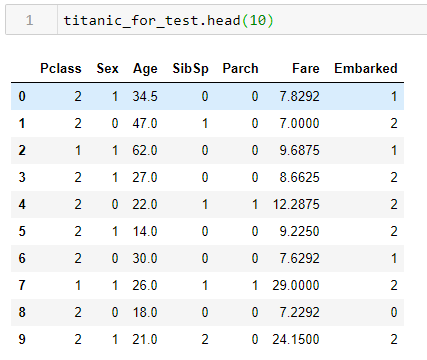 1 titanic_for_test.head(10)
Pclass Sex Age SibSp Parch Fare Embarked
0 2 1 34.5 0 0 7.8292 1
1 2 0 47.0 1 0 7.0000 2
2 1 1 62.0 0 0 9.6875 1
3 2 1 27.0 0 0 8.6625 2
4 2 0 22.0 1 1 12.2875 2
5 2 1 14.0 0 0 9.2250 2
6 2 0 30.0 0 0 7.6292 1
7 1 1 26.0 1 1 29.0000 2
8 2 0 18.0 0 0 7.2292 0
9 2 1 21.0 2 0 24.1500 2